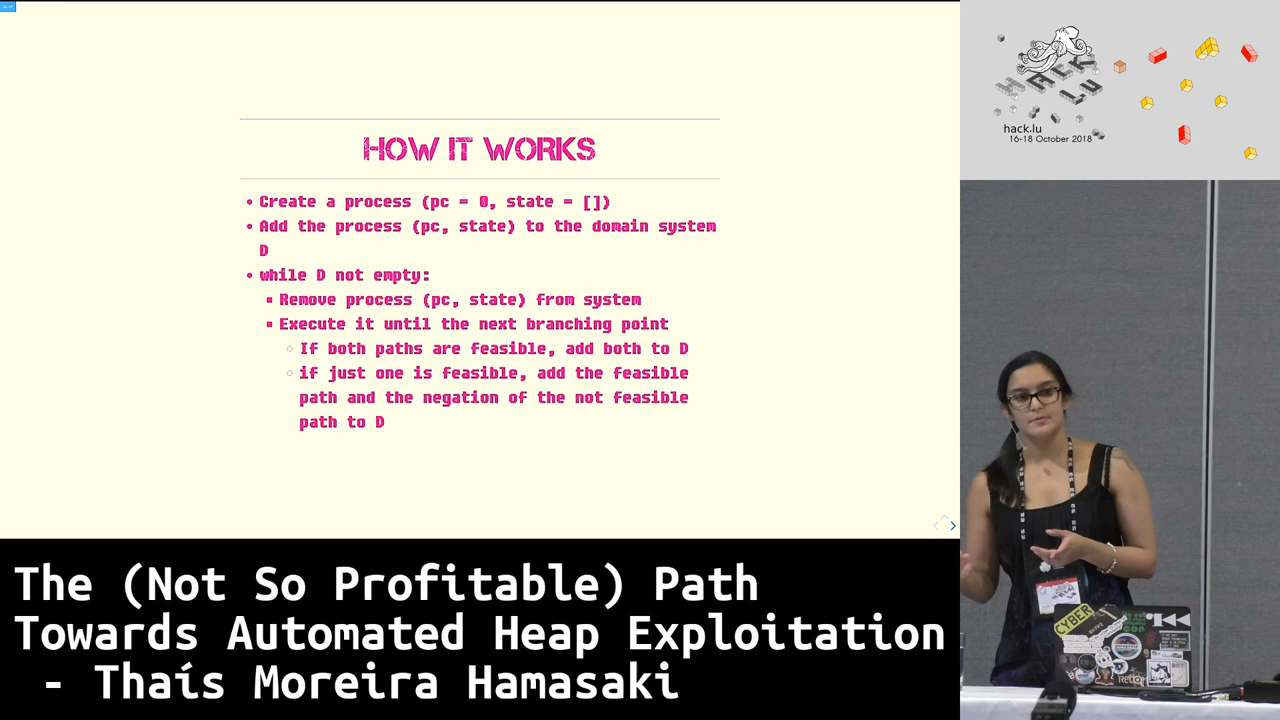 HOW IT WORKS
Create a process (pc = 0, state = [])
Add the process (pc, state) to the domain system
D
while D not empty:
Remove process (pc, state) from system
Execute it until the next branching point
If both paths are feasible, add both to D
if just one is feasible, add the feasible
path and the negation of the not feasible
path to D
HACK
LU
hack.lu
16-18 October 2018
CYBER
The (Not So Profitable) Path
Towards Automated Heap Exploitation
- Thaís Moreira Hamasaki